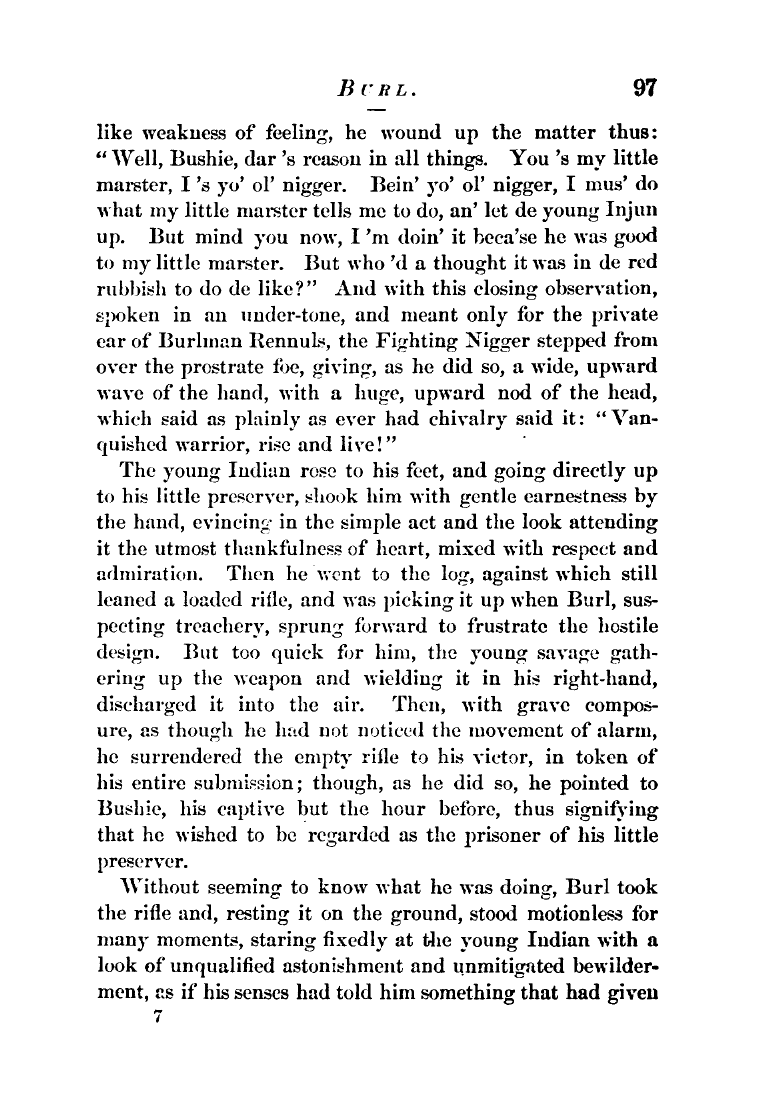 BURL. 97
like weakness of feeling, he wound up the matter thus:
“Well, Bushie, dar ’s reason in all things. You ’s my little
marster, I ’s yo’ ol’ nigger. Bein’ yo’ ol’ nigger, I mus’ do
what my little marster tells me to do, an’ let de young Injun
up. But mind you now, I ’m doin’ it beca’se he was good
to my little marster. But who ’d a thought it was in de red
rubbish to do de like?” And with this closing observation,
spoken in an under-tone, and meant only for the private
ear of Burlman Rennuls, the Fighting Nigger stepped from
over the prostrate foe, giving, as he did so, a wide, upward
wave of the hand, with a huge, upward nod of the head,
which said as plainly as ever had chivalry said it: “Van-
quished warrior, rise and live!”
The young Indian rose to his feet, and going directly up
to his little preserver, shook him with gentle earnestness by
the hand, evincing in the simple act and the look attending
it the utmost thankfulness of heart, mixed with respect and
admiration. Then he went to the log, against which still
leaned a loaded rifle, and was picking it up when Burl, sus-
pecting treachery, sprung forward to frustrate the hostile
design. But too quick for him, the young savage gath-
ering up the weapon and wielding it in his right-hand,
discharged it into the air. Then, with grave compos-
ure, as though he had not noticed the movement of alarm,
he surrendered the empty rifle to his victor, in token of
his entire submission; though, as he did so, he pointed to
Bushie, his captive but the hour before, thus signifying
that he wished to be regarded as the prisoner of his little
preserver.
Without seeming to know what he was doing, Burl took
the rifle and, resting it on the ground, stood motionless for
many moments, staring fixedly at the young Indian with a
look of unqualified astonishment and unmitigated bewilder-
ment, as if his senses had told him something that had given
7